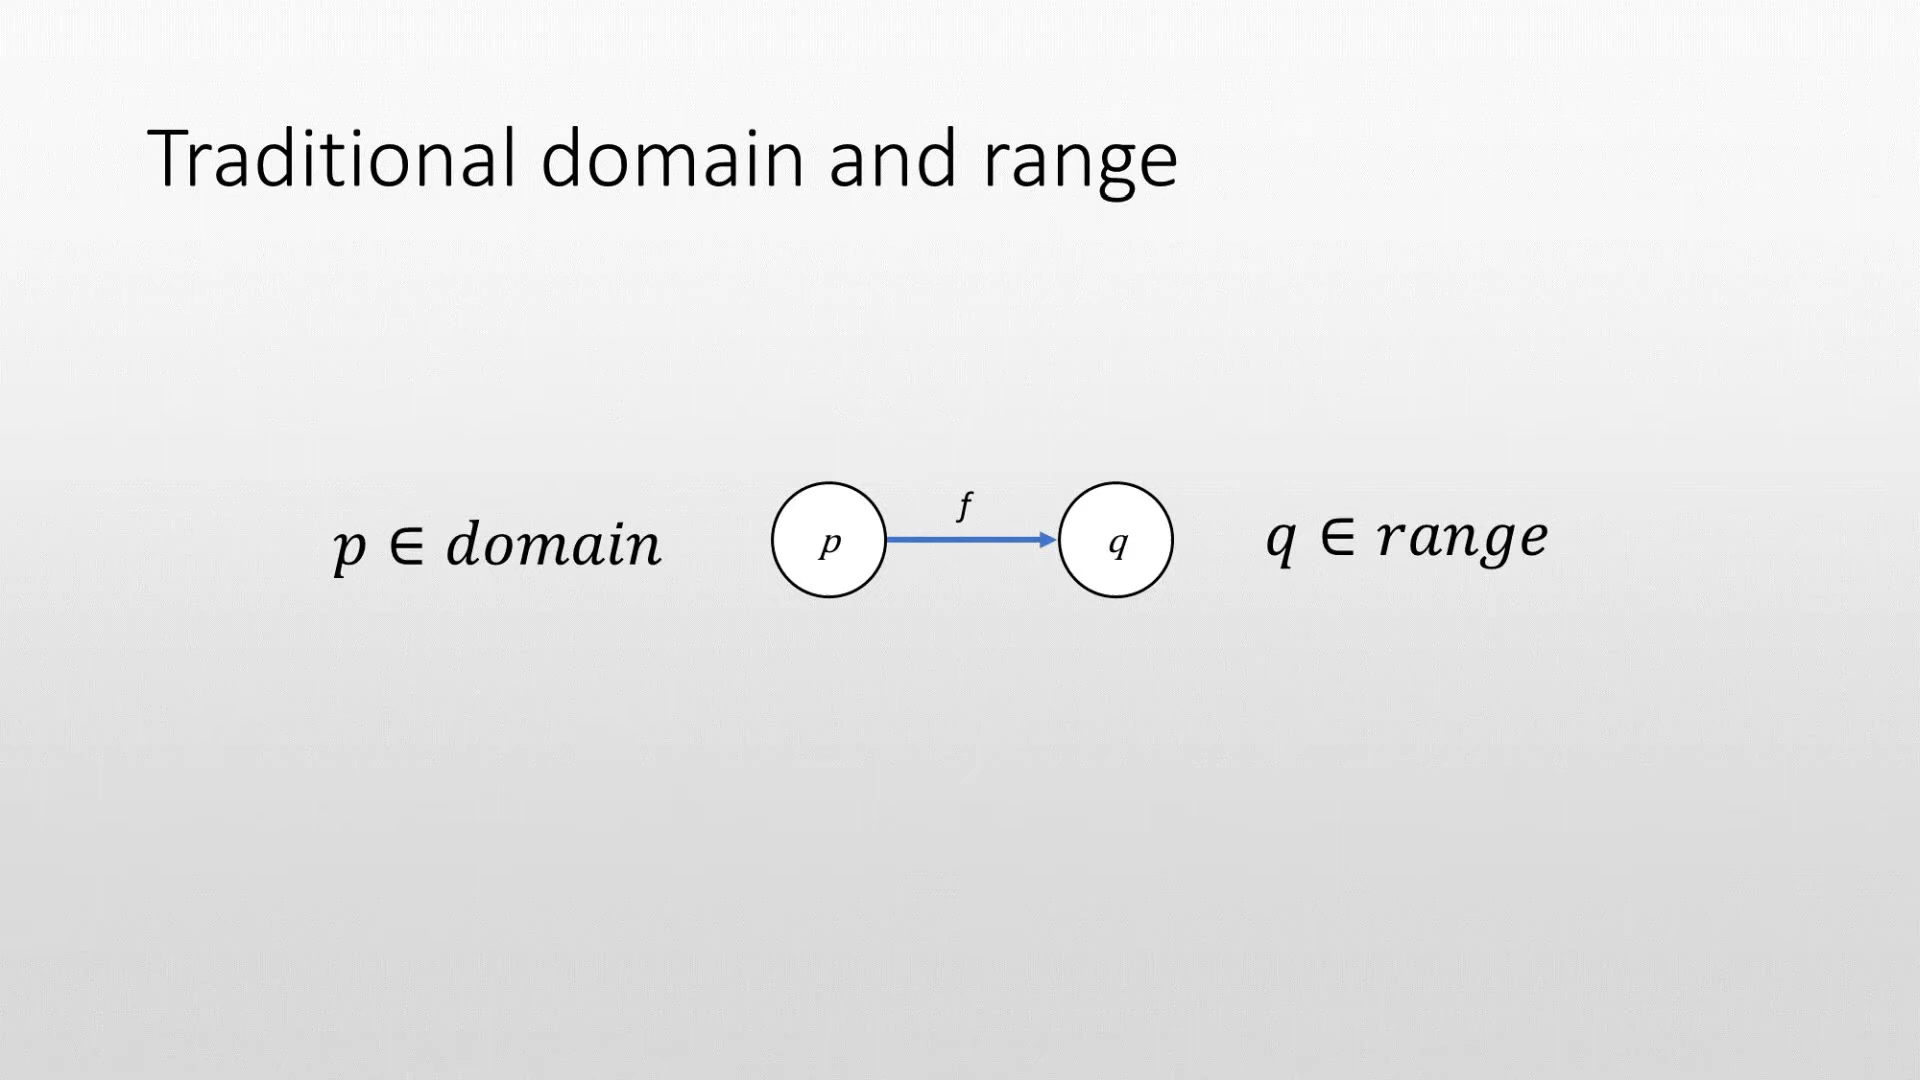 Traditional domain and range
p ∈ domain
p
f
q
q ∈ range